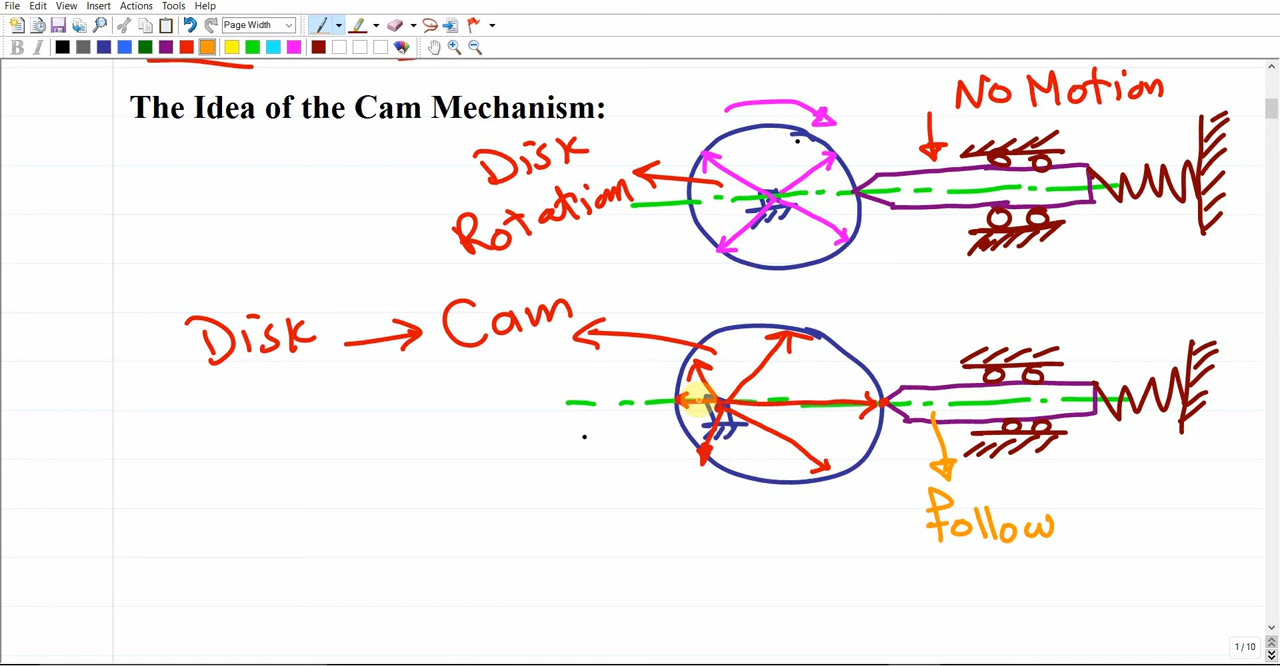 File Edit View Insert Actions Tools Help
Page Width
B I
No Motion
The Idea of the Cam Mechanism:
Disk
Rotation
Disk → Cam
Follow
1 / 10